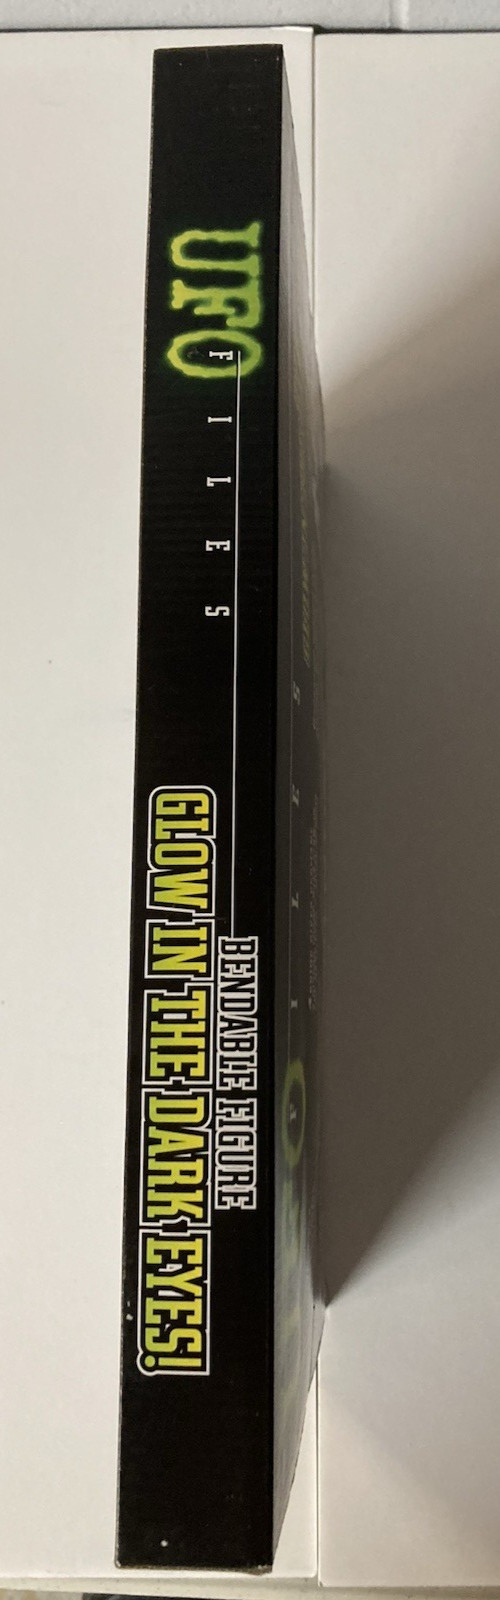 UFO
FILES
BENDABLE FIGURE
GLOW IN THE DARK EYES!